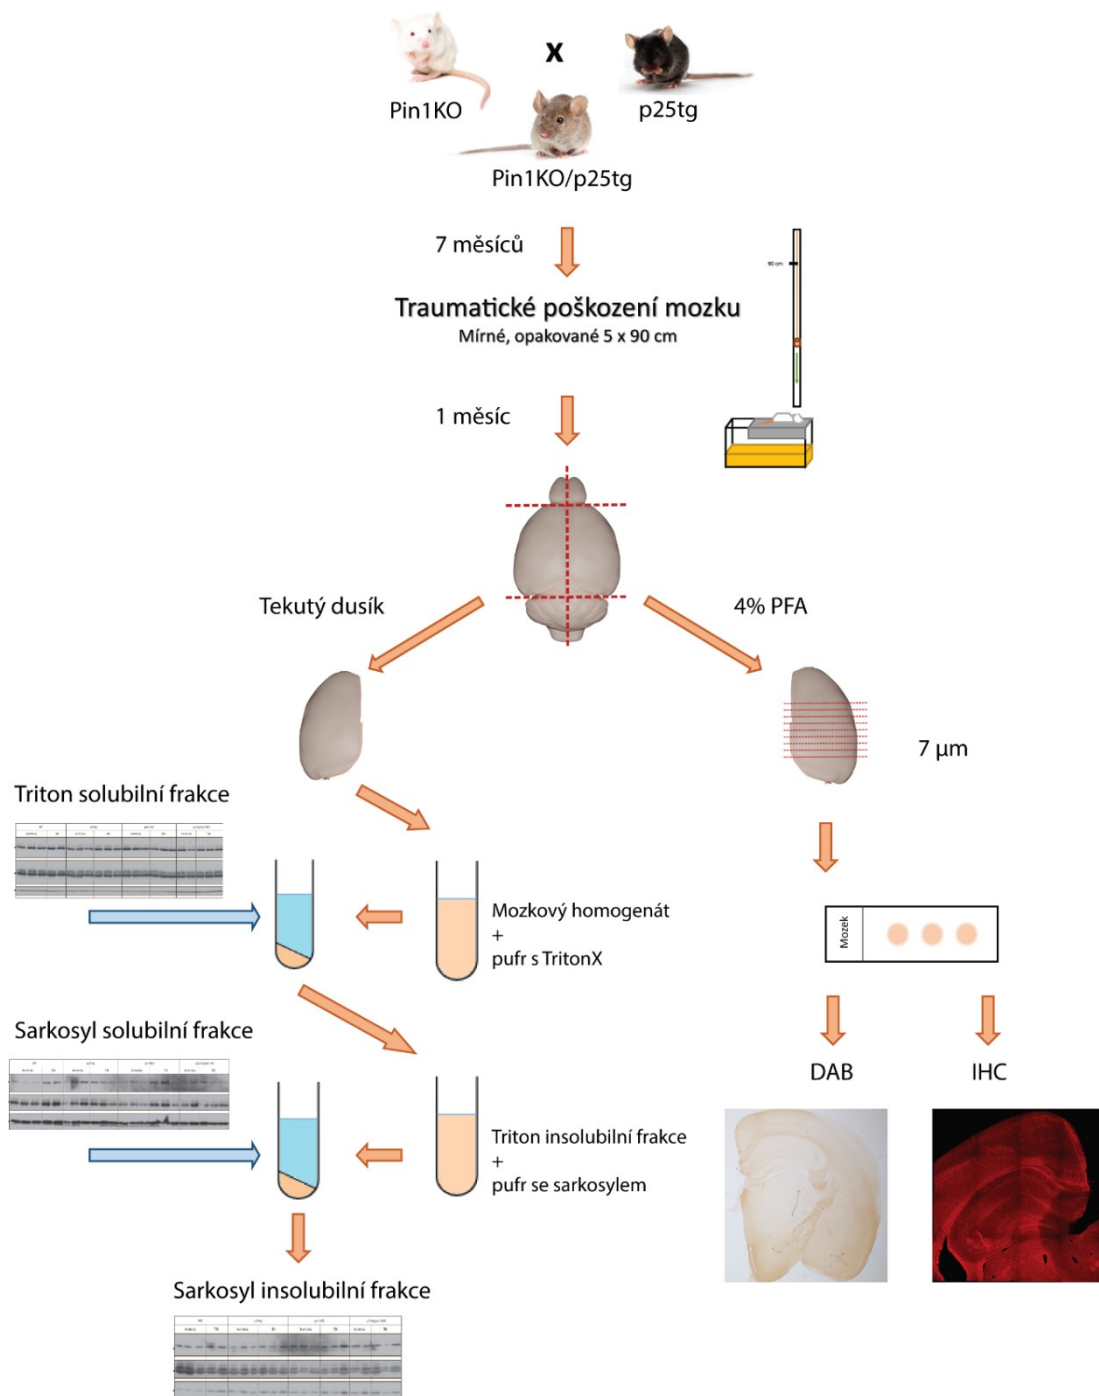 x
Pin1KO
p25tg
Pin1KO/p25tg
7 měsíců
90 cm
Traumatické poškození mozku
Mírné, opakované 5 x 90 cm
1 měsíc
Tekutý dusík
4% PFA
7 µm
Triton solubilní frakce
Mozkový homogenát
+
pufr s TritonX
Mozek
Sarkosyl solubilní frakce
DAB
IHC
Triton insolubilní frakce
+
pufr se sarkosylem
Sarkosyl insolubilní frakce